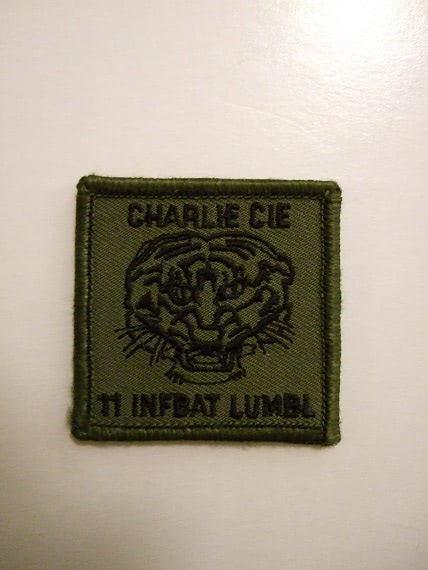 CHARLIE CIE
11 INFBAT LUMBL